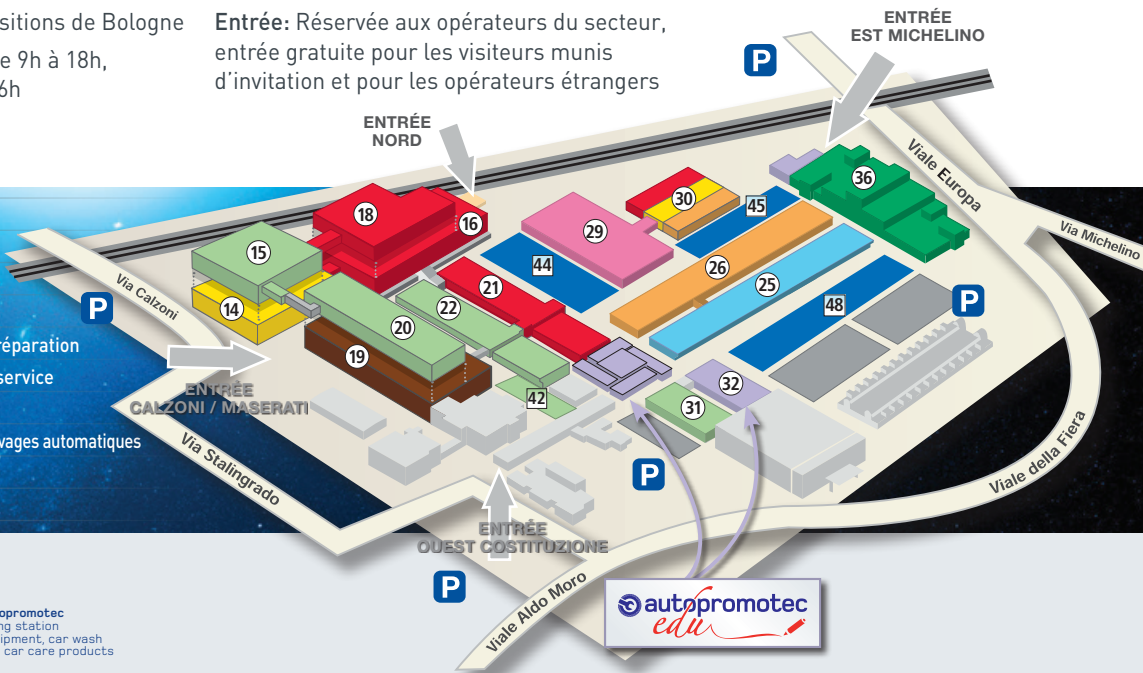 sitions de Bologne
e 9h à 18h,
6h
Entrée: Réservée aux opérateurs du secteur,
entrée gratuite pour les visiteurs munis
d'invitation et pour les opérateurs étrangers
ENTRÉE
EST MICHELINO
P
ENTRÉE
NORD
Viale Europa
Via Michelino
36
30
45
18
16
29
15
44
26
21
25
22
48
14
20
19
P
P
Via Calzoni
éparation
service
ENTRÉE
CALZONI / MASERATI
vages automatiques
42
32
31
P
Via Stalingrado
Viale della Fiera
ENTRÉE
OUEST COSTITUZIONE
P
Viale Aldo Moro
autopromotec
edu
topromotec
ng station
ipment, car wash
car care products